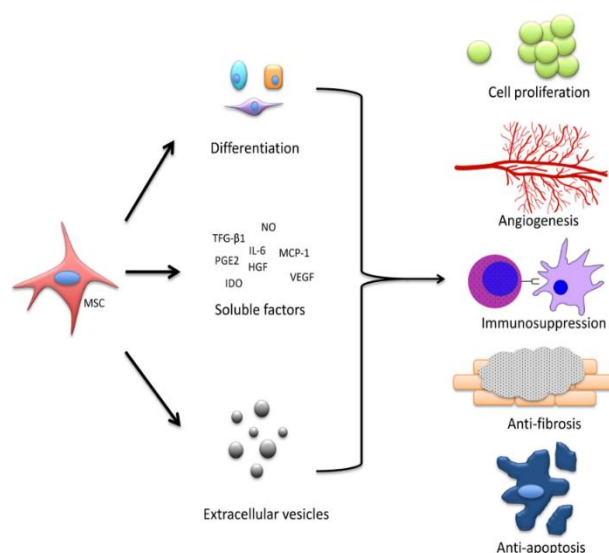 MSC
Differentiation
NO
TFG-β1
IL-6
MCP-1
PGE2
HGF
IDO
VEGF
Soluble factors
Extracellular vesicles
Cell proliferation
Angiogenesis
Immunosuppression
Anti-fibrosis
Anti-apoptosis